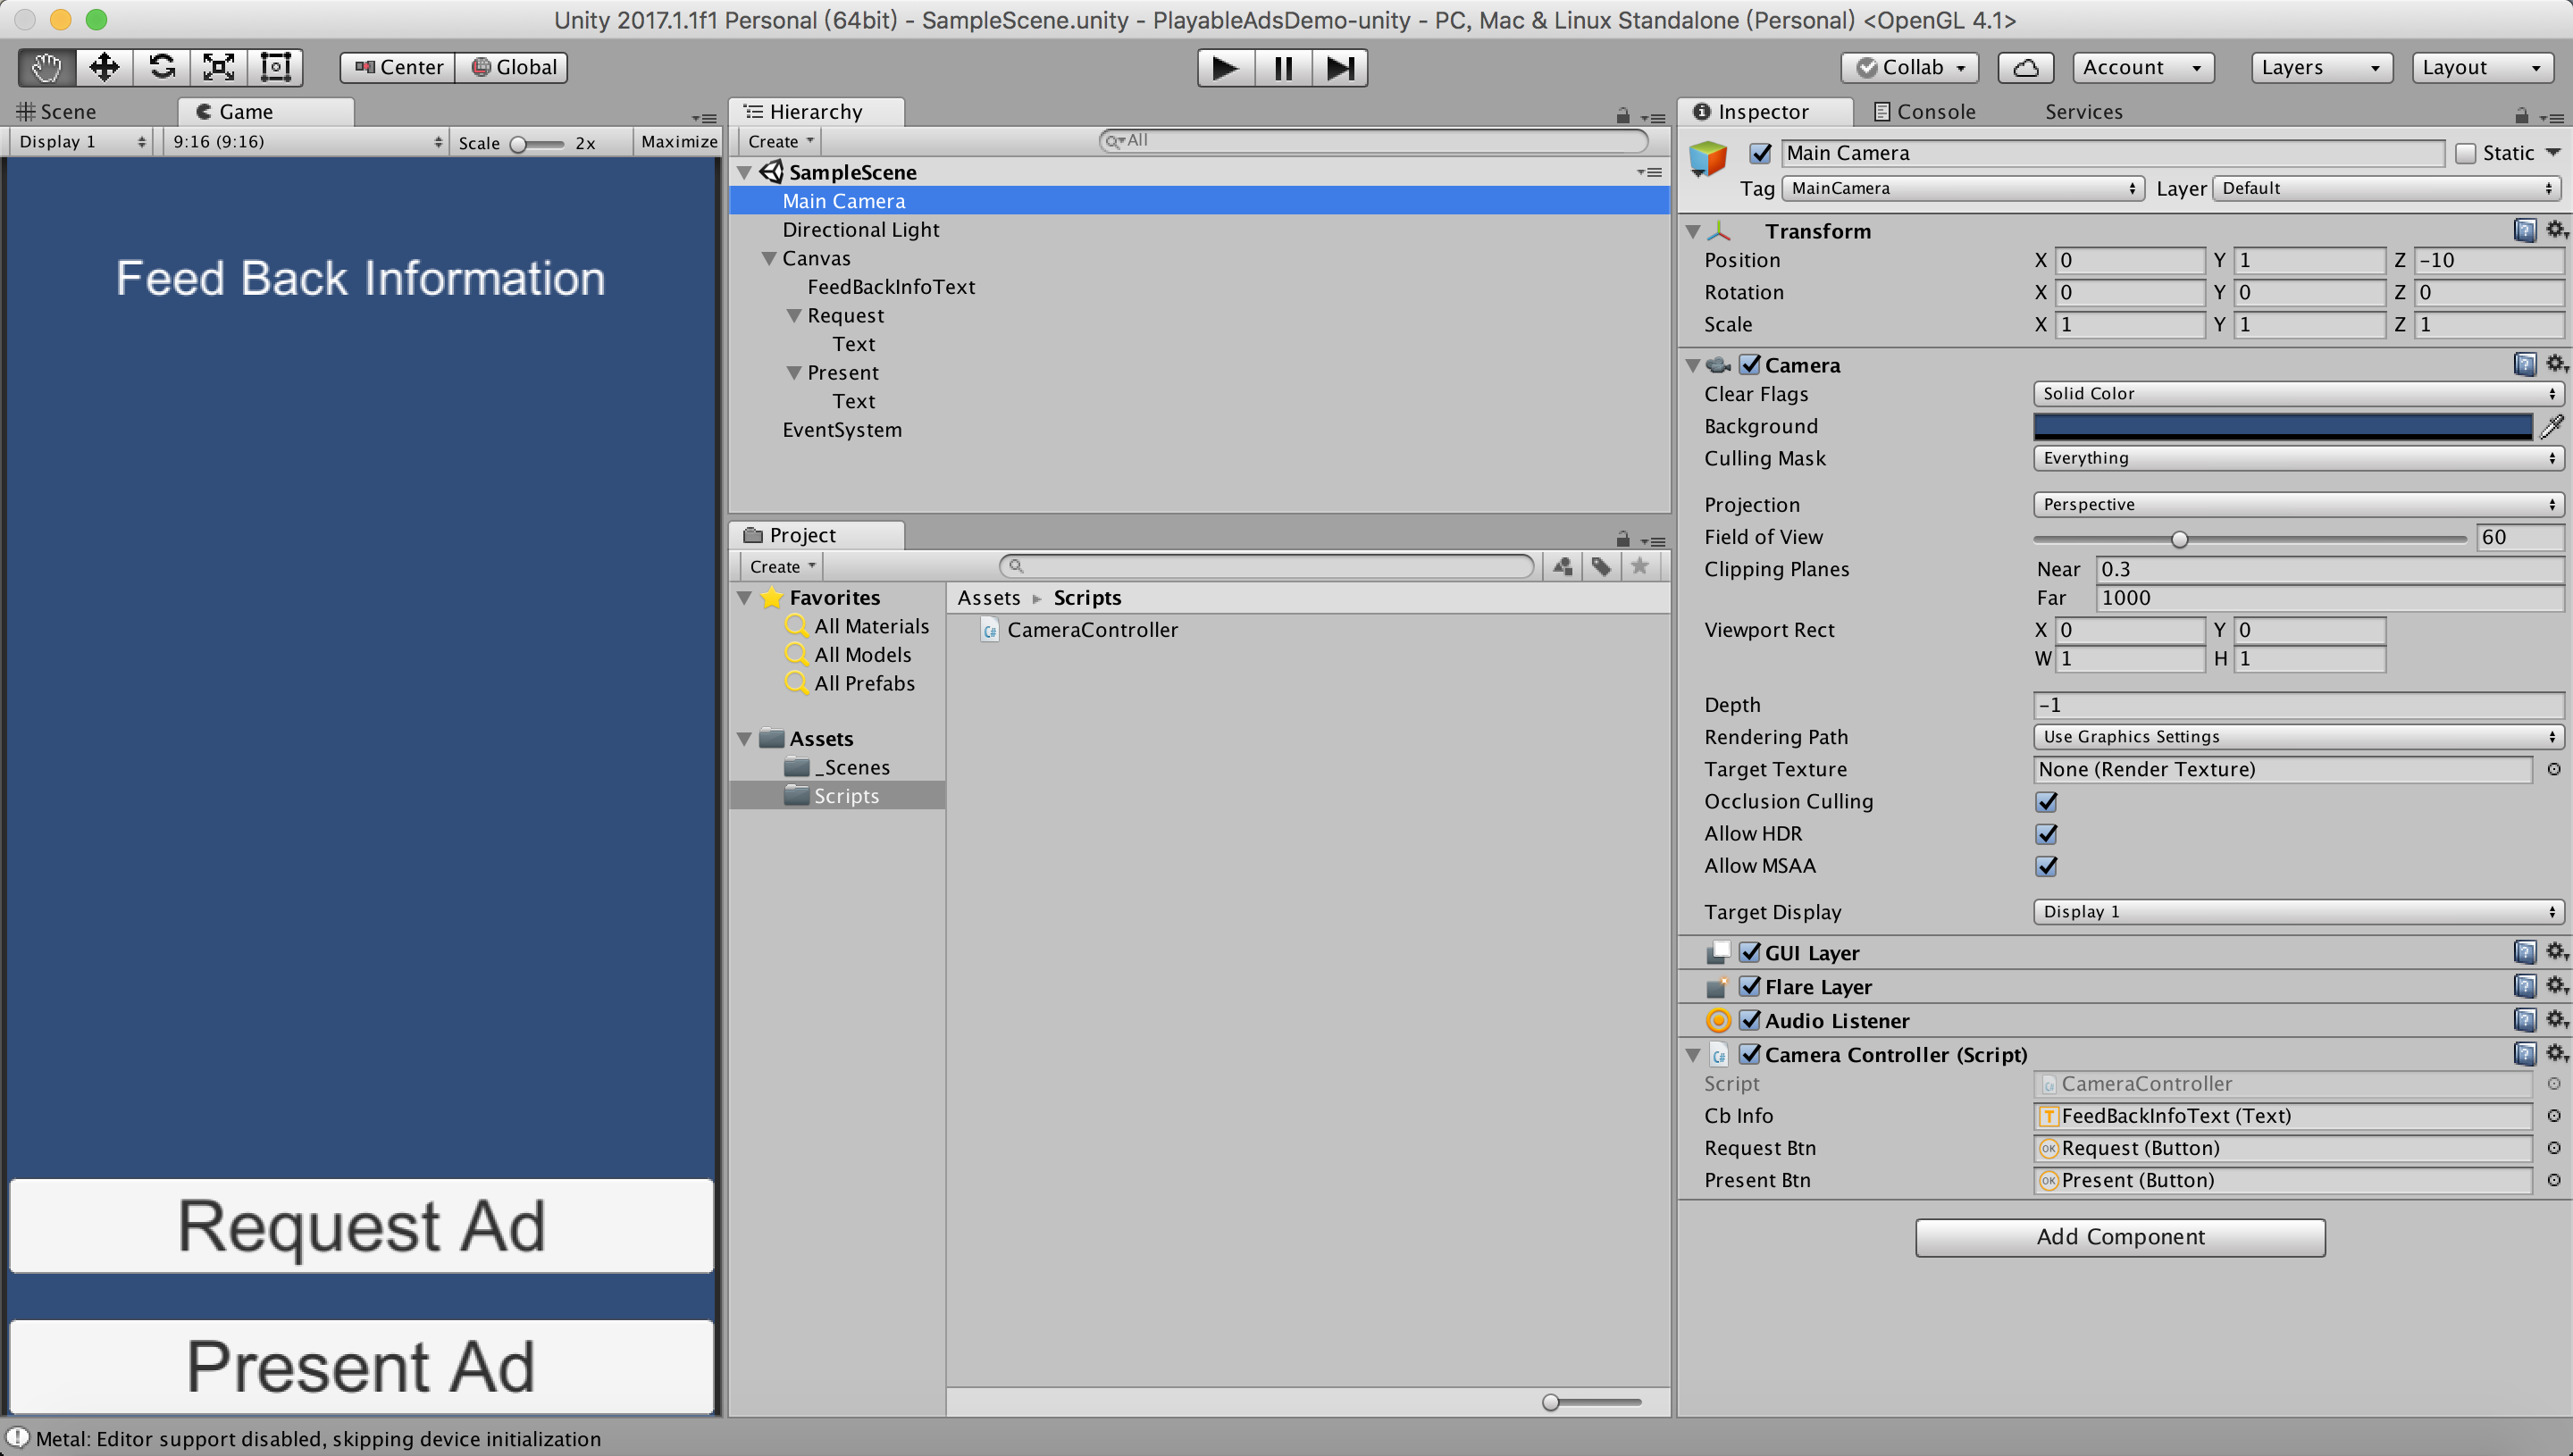 Unity 2017.1.1f1 Personal (64bit) - SampleScene.unity - PlayableAdsDemo-unity - PC, Mac & Linux Standalone (Personal) <OpenGL 4.1>
Center Global Collab Account Layers Layout
Scene Game
Display 1 9:16 (9:16) Scale 2x Maximize
Feed Back Information
Request Ad
Present Ad
Hierarchy
Create All
SampleScene
Main Camera
Directional Light
Canvas
FeedBackInfoText
Request
Text
Present
Text
EventSystem
Project
Create
Favorites
All Materials
All Models
All Prefabs
Assets
_Scenes
Scripts
Assets Scripts
C# CameraController
Inspector Console Services
Main Camera Static
Tag MainCamera Layer Default
Transform
Position X 0 Y 1 Z -10
Rotation X 0 Y 0 Z 0
Scale X 1 Y 1 Z 1
Camera
Clear Flags Solid Color
Background
Culling Mask Everything
Projection Perspective
Field of View 60
Clipping Planes Near 0.3
Far 1000
Viewport Rect X 0 Y 0
W 1 H 1
Depth -1
Rendering Path Use Graphics Settings
Target Texture None (Render Texture)
Occlusion Culling
Allow HDR
Allow MSAA
Target Display Display 1
GUI Layer
Flare Layer
Audio Listener
C# Camera Controller (Script)
Script C# CameraController
Cb Info T FeedBackInfoText (Text)
Request Btn OK Request (Button)
Present Btn OK Present (Button)
Add Component
Metal: Editor support disabled, skipping device initialization